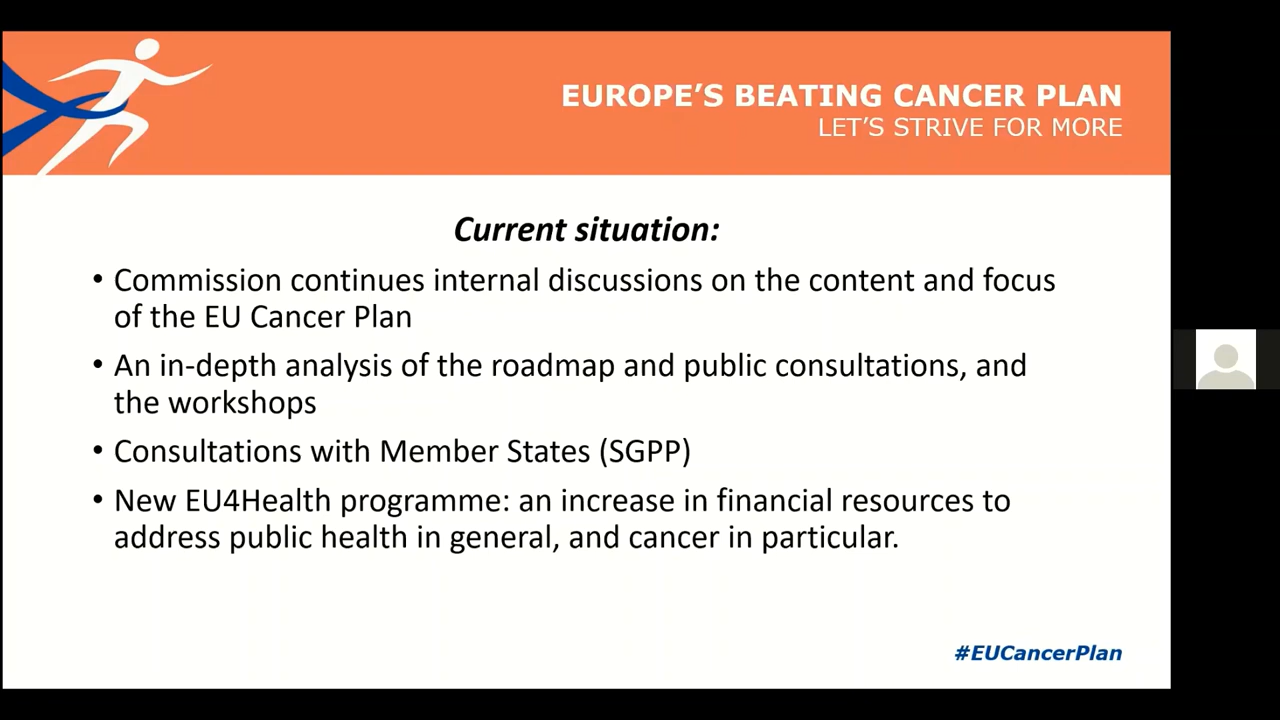 EUROPE'S BEATING CANCER PLAN
LET'S STRIVE FOR MORE
Current situation:
• Commission continues internal discussions on the content and focus
of the EU Cancer Plan
• An in-depth analysis of the roadmap and public consultations, and
the workshops
• Consultations with Member States (SGPP)
• New EU4Health programme: an increase in financial resources to
address public health in general, and cancer in particular.
#EUCancerPlan